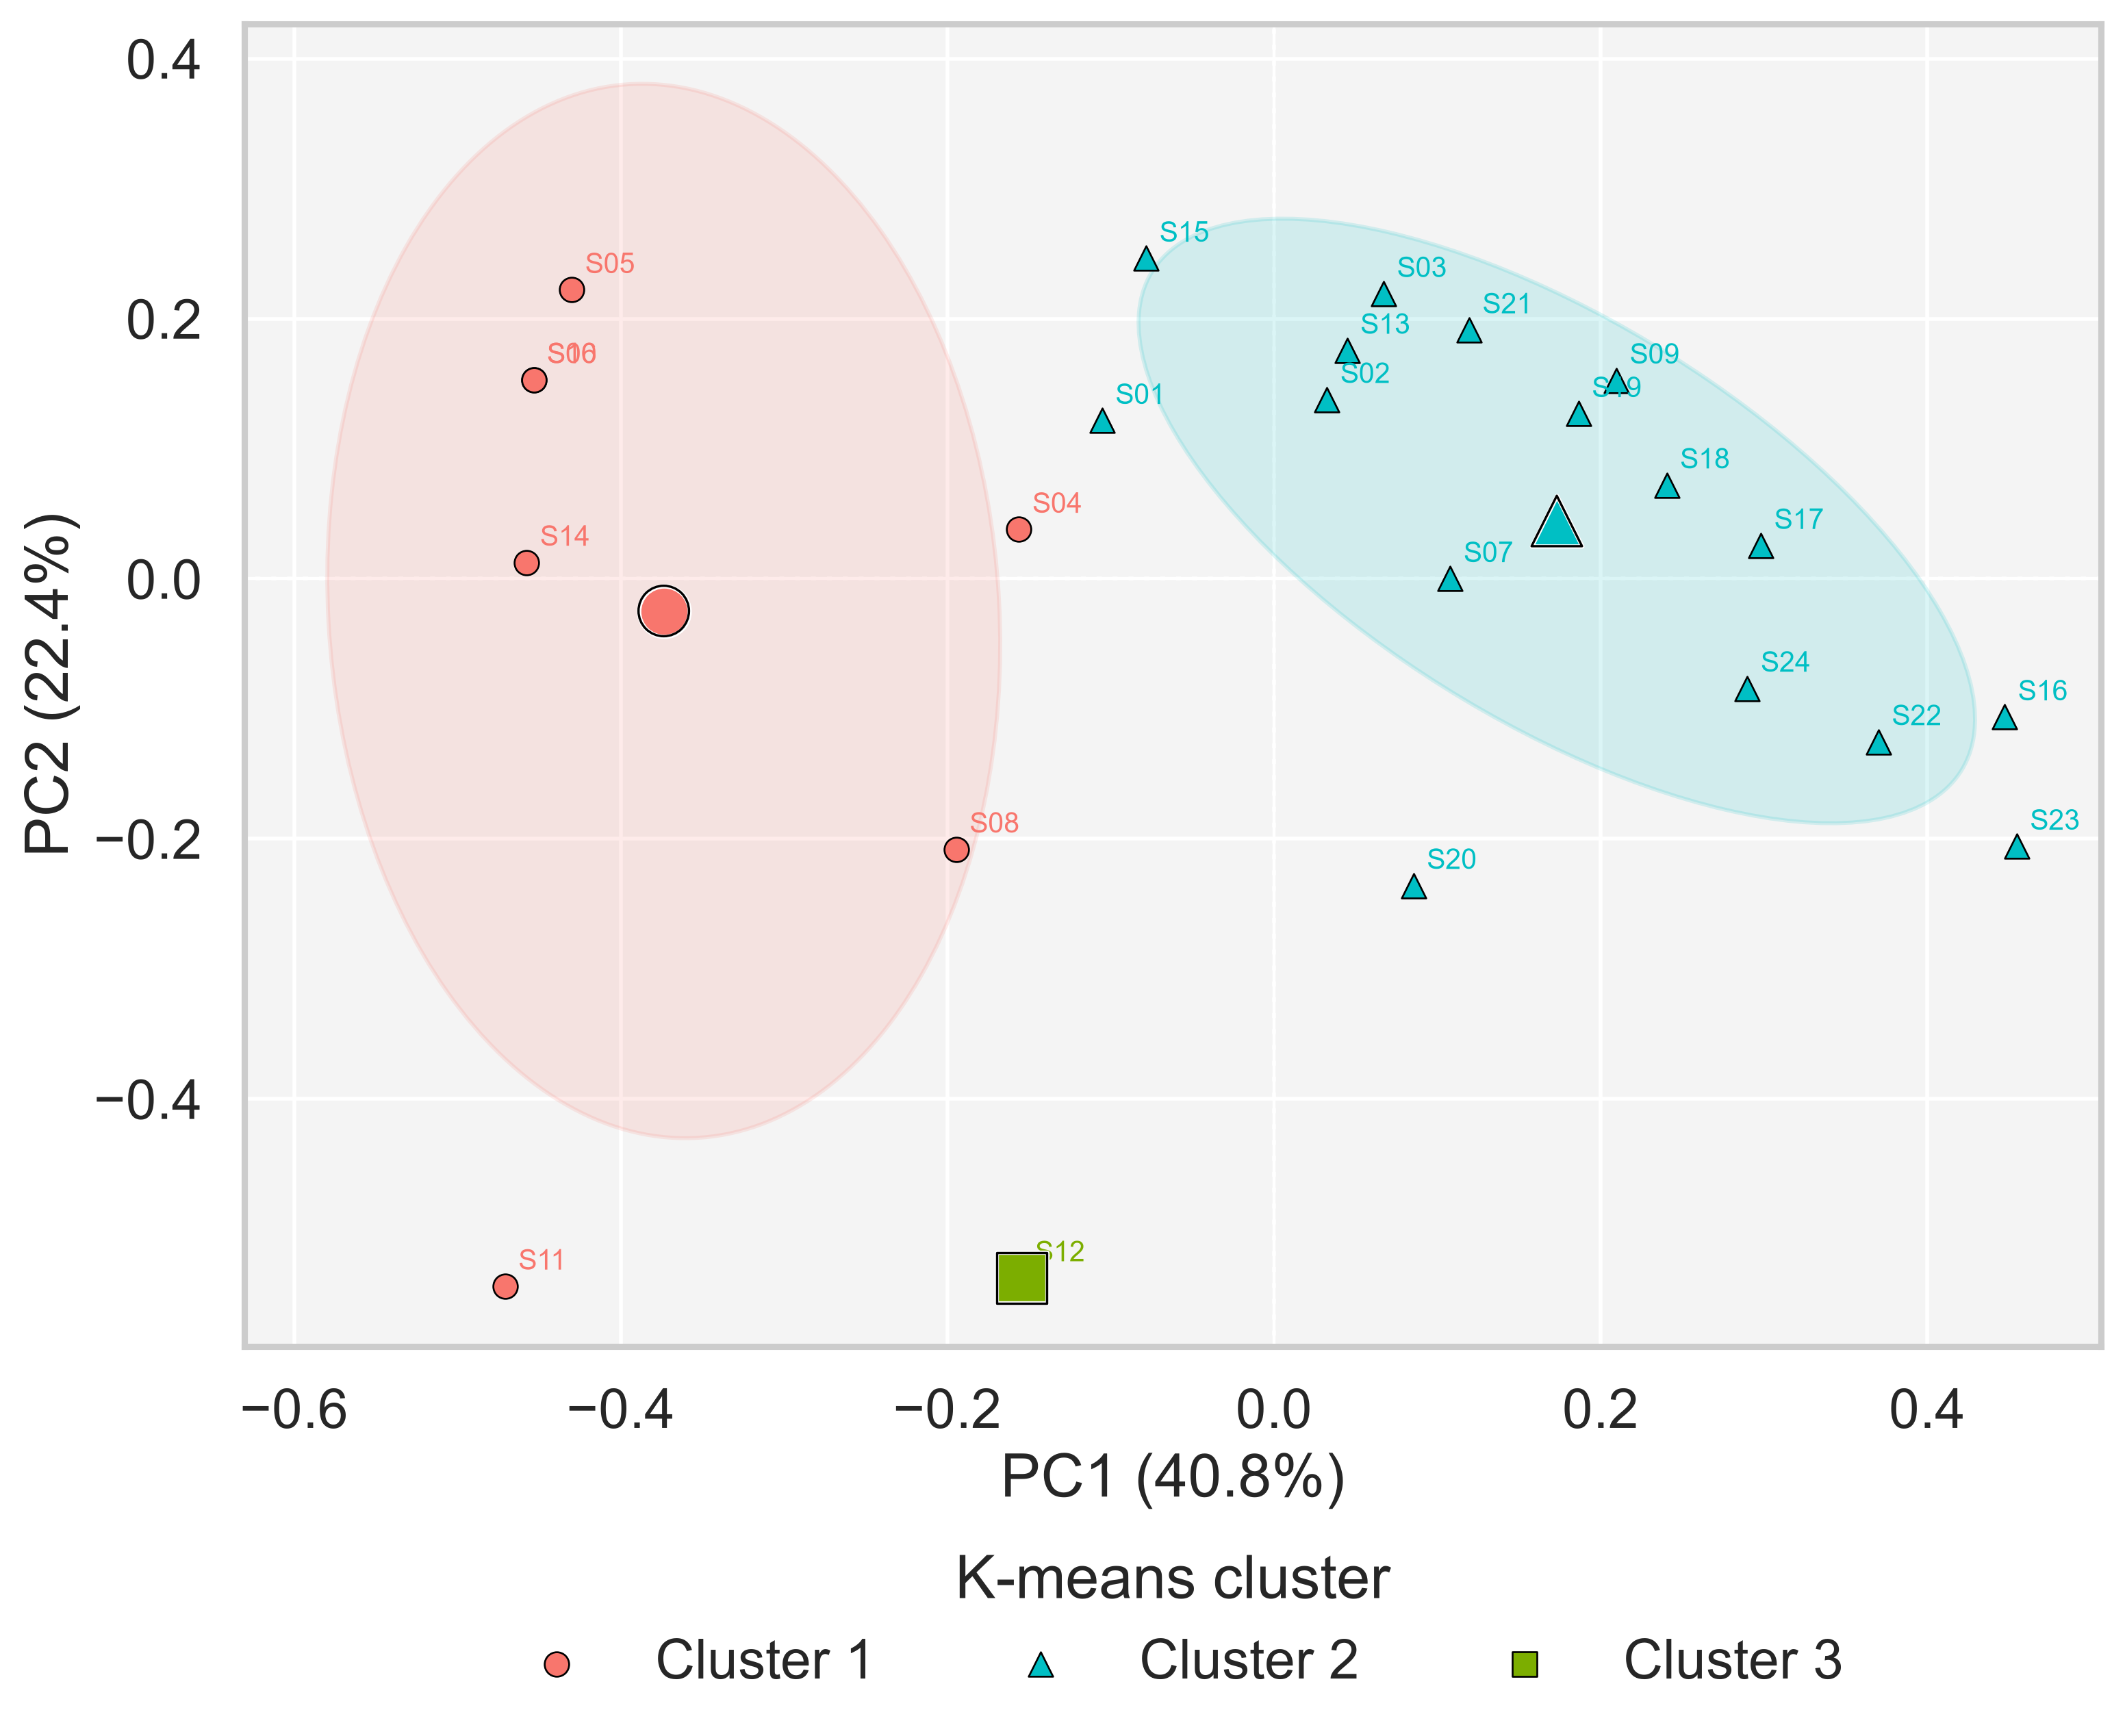 0.4
0.2
0.0
−0.2
−0.4
PC2 (22.4%)
S15
S03
S05
S21
S13
S09
S02
S19
S01
S18
S04
S17
S14
S07
S24
S16
S22
S08
S23
S20
S11
S12
−0.6 −0.4 −0.2 0.0 0.2 0.4
PC1 (40.8%)
K-means cluster
Cluster 1 Cluster 2 Cluster 3